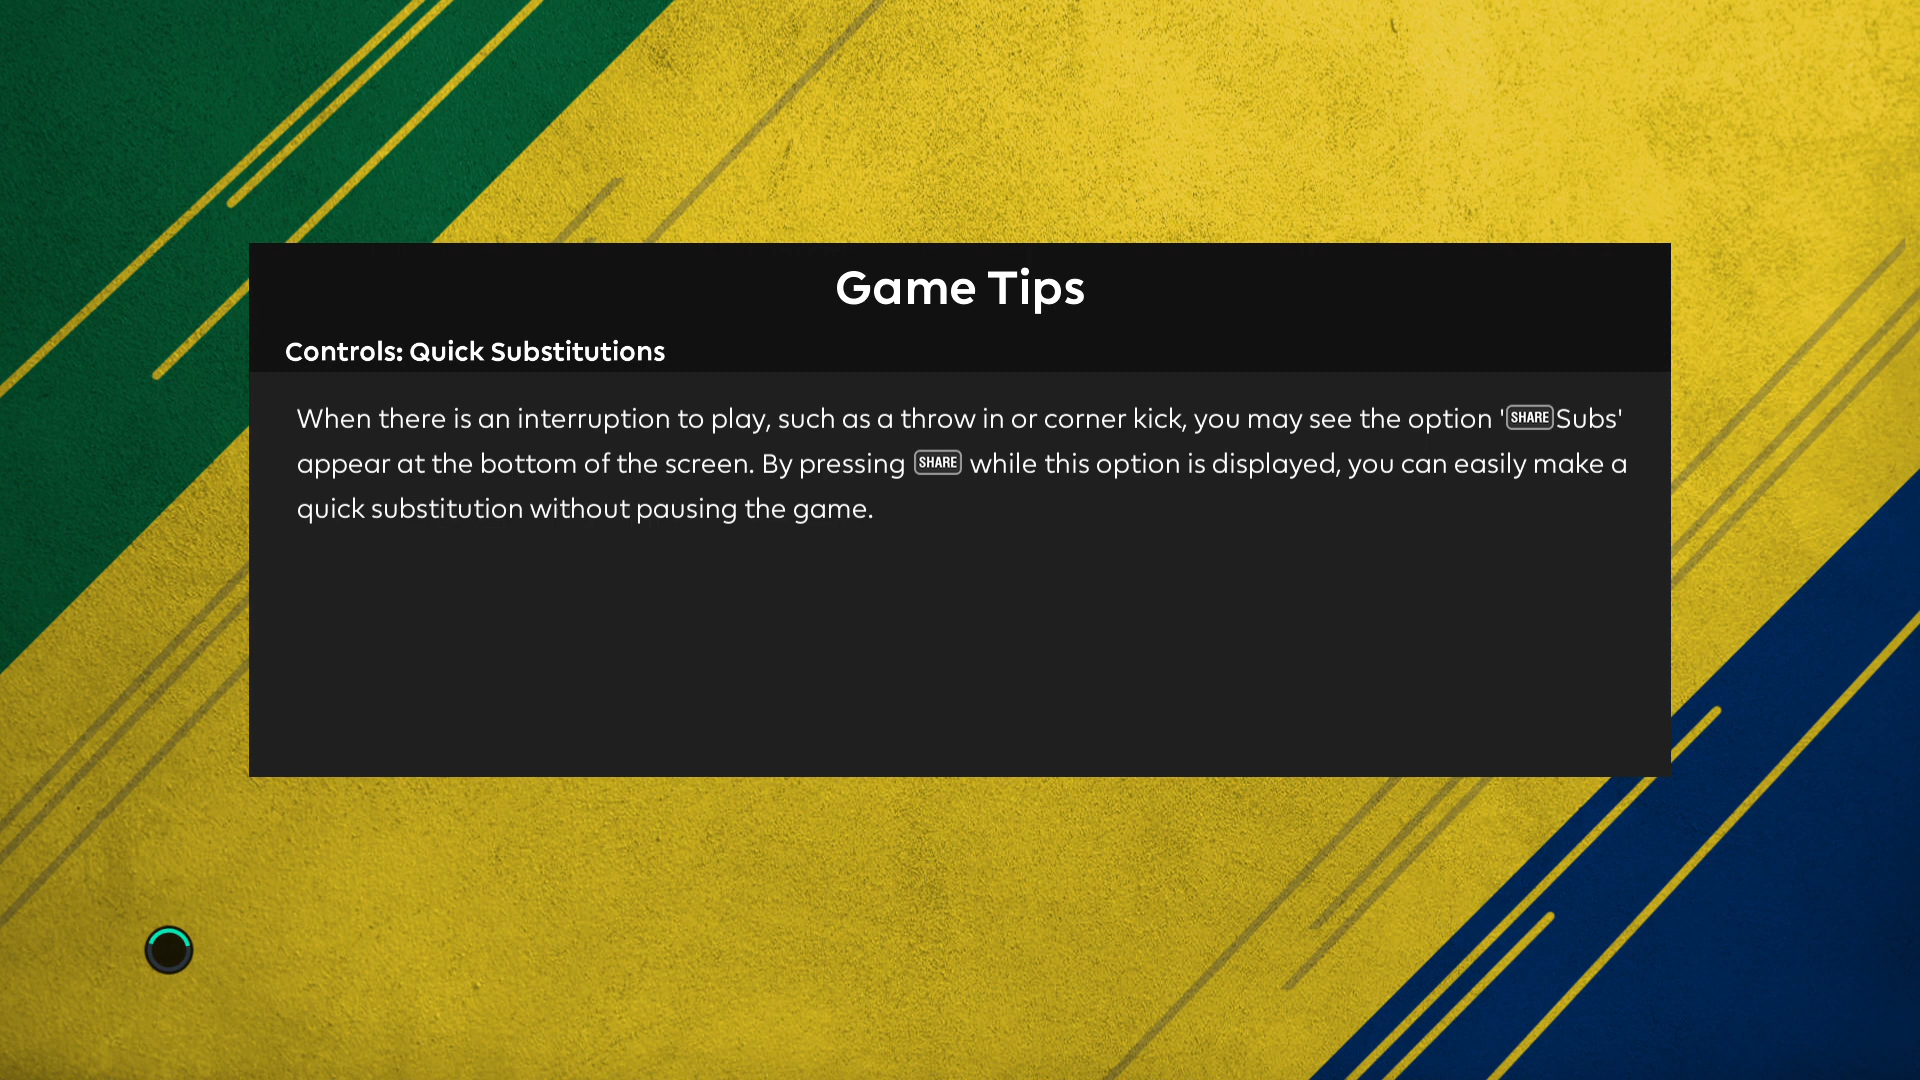 Game Tips
Controls: Quick Substitutions
When there is an interruption to play, such as a throw in or corner kick, you may see the option 'SHARE Subs'
appear at the bottom of the screen. By pressing SHARE while this option is displayed, you can easily make a
quick substitution without pausing the game.